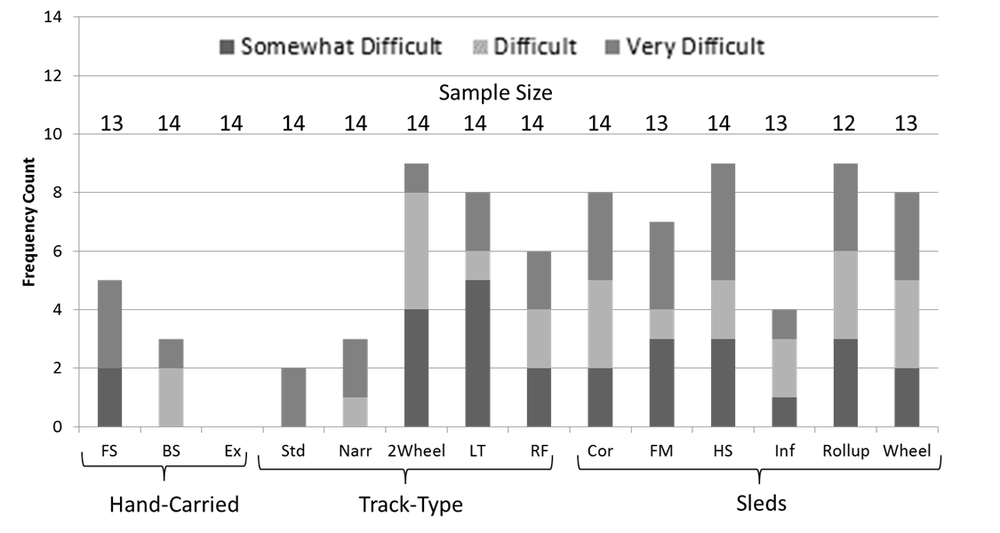 14
Somewhat Difficult Difficult Very Difficult
12
Sample Size
13 14 14 14 14 14 14 14 14 13 14 13 12 13
10
8
6
4
2
0
Frequency Count
FS BS Ex Std Narr 2Wheel LT RF Cor FM HS Inf Rollup Wheel
Hand-Carried Track-Type Sleds